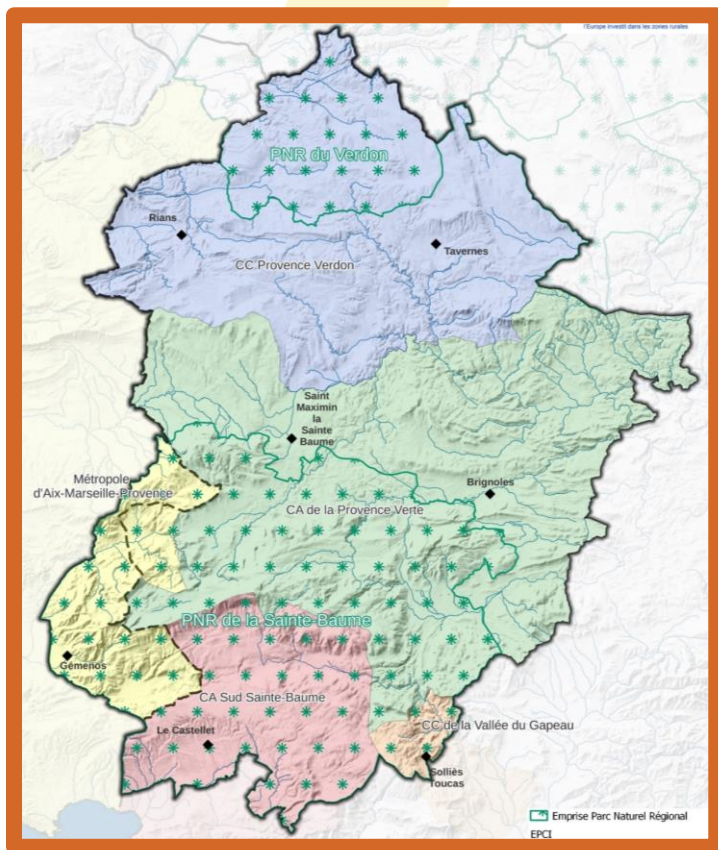 l'Europe investit dans les zones rurales
PNR du Verdon
Rians
Tavernes
CC Provence Verdon
Saint
Maximin
la
Sainte
Baume
Métropole
d'Aix-Marseille-Provence
Brignoles
CA de la Provence Verte
PNR de la Sainte-Baume
Gémenos
CA Sud Sainte-Baume
CC de la Vallée du Gapeau
Le Castellet
Solliès
Toucas
Emprise Parc Naturel Régional
EPCI